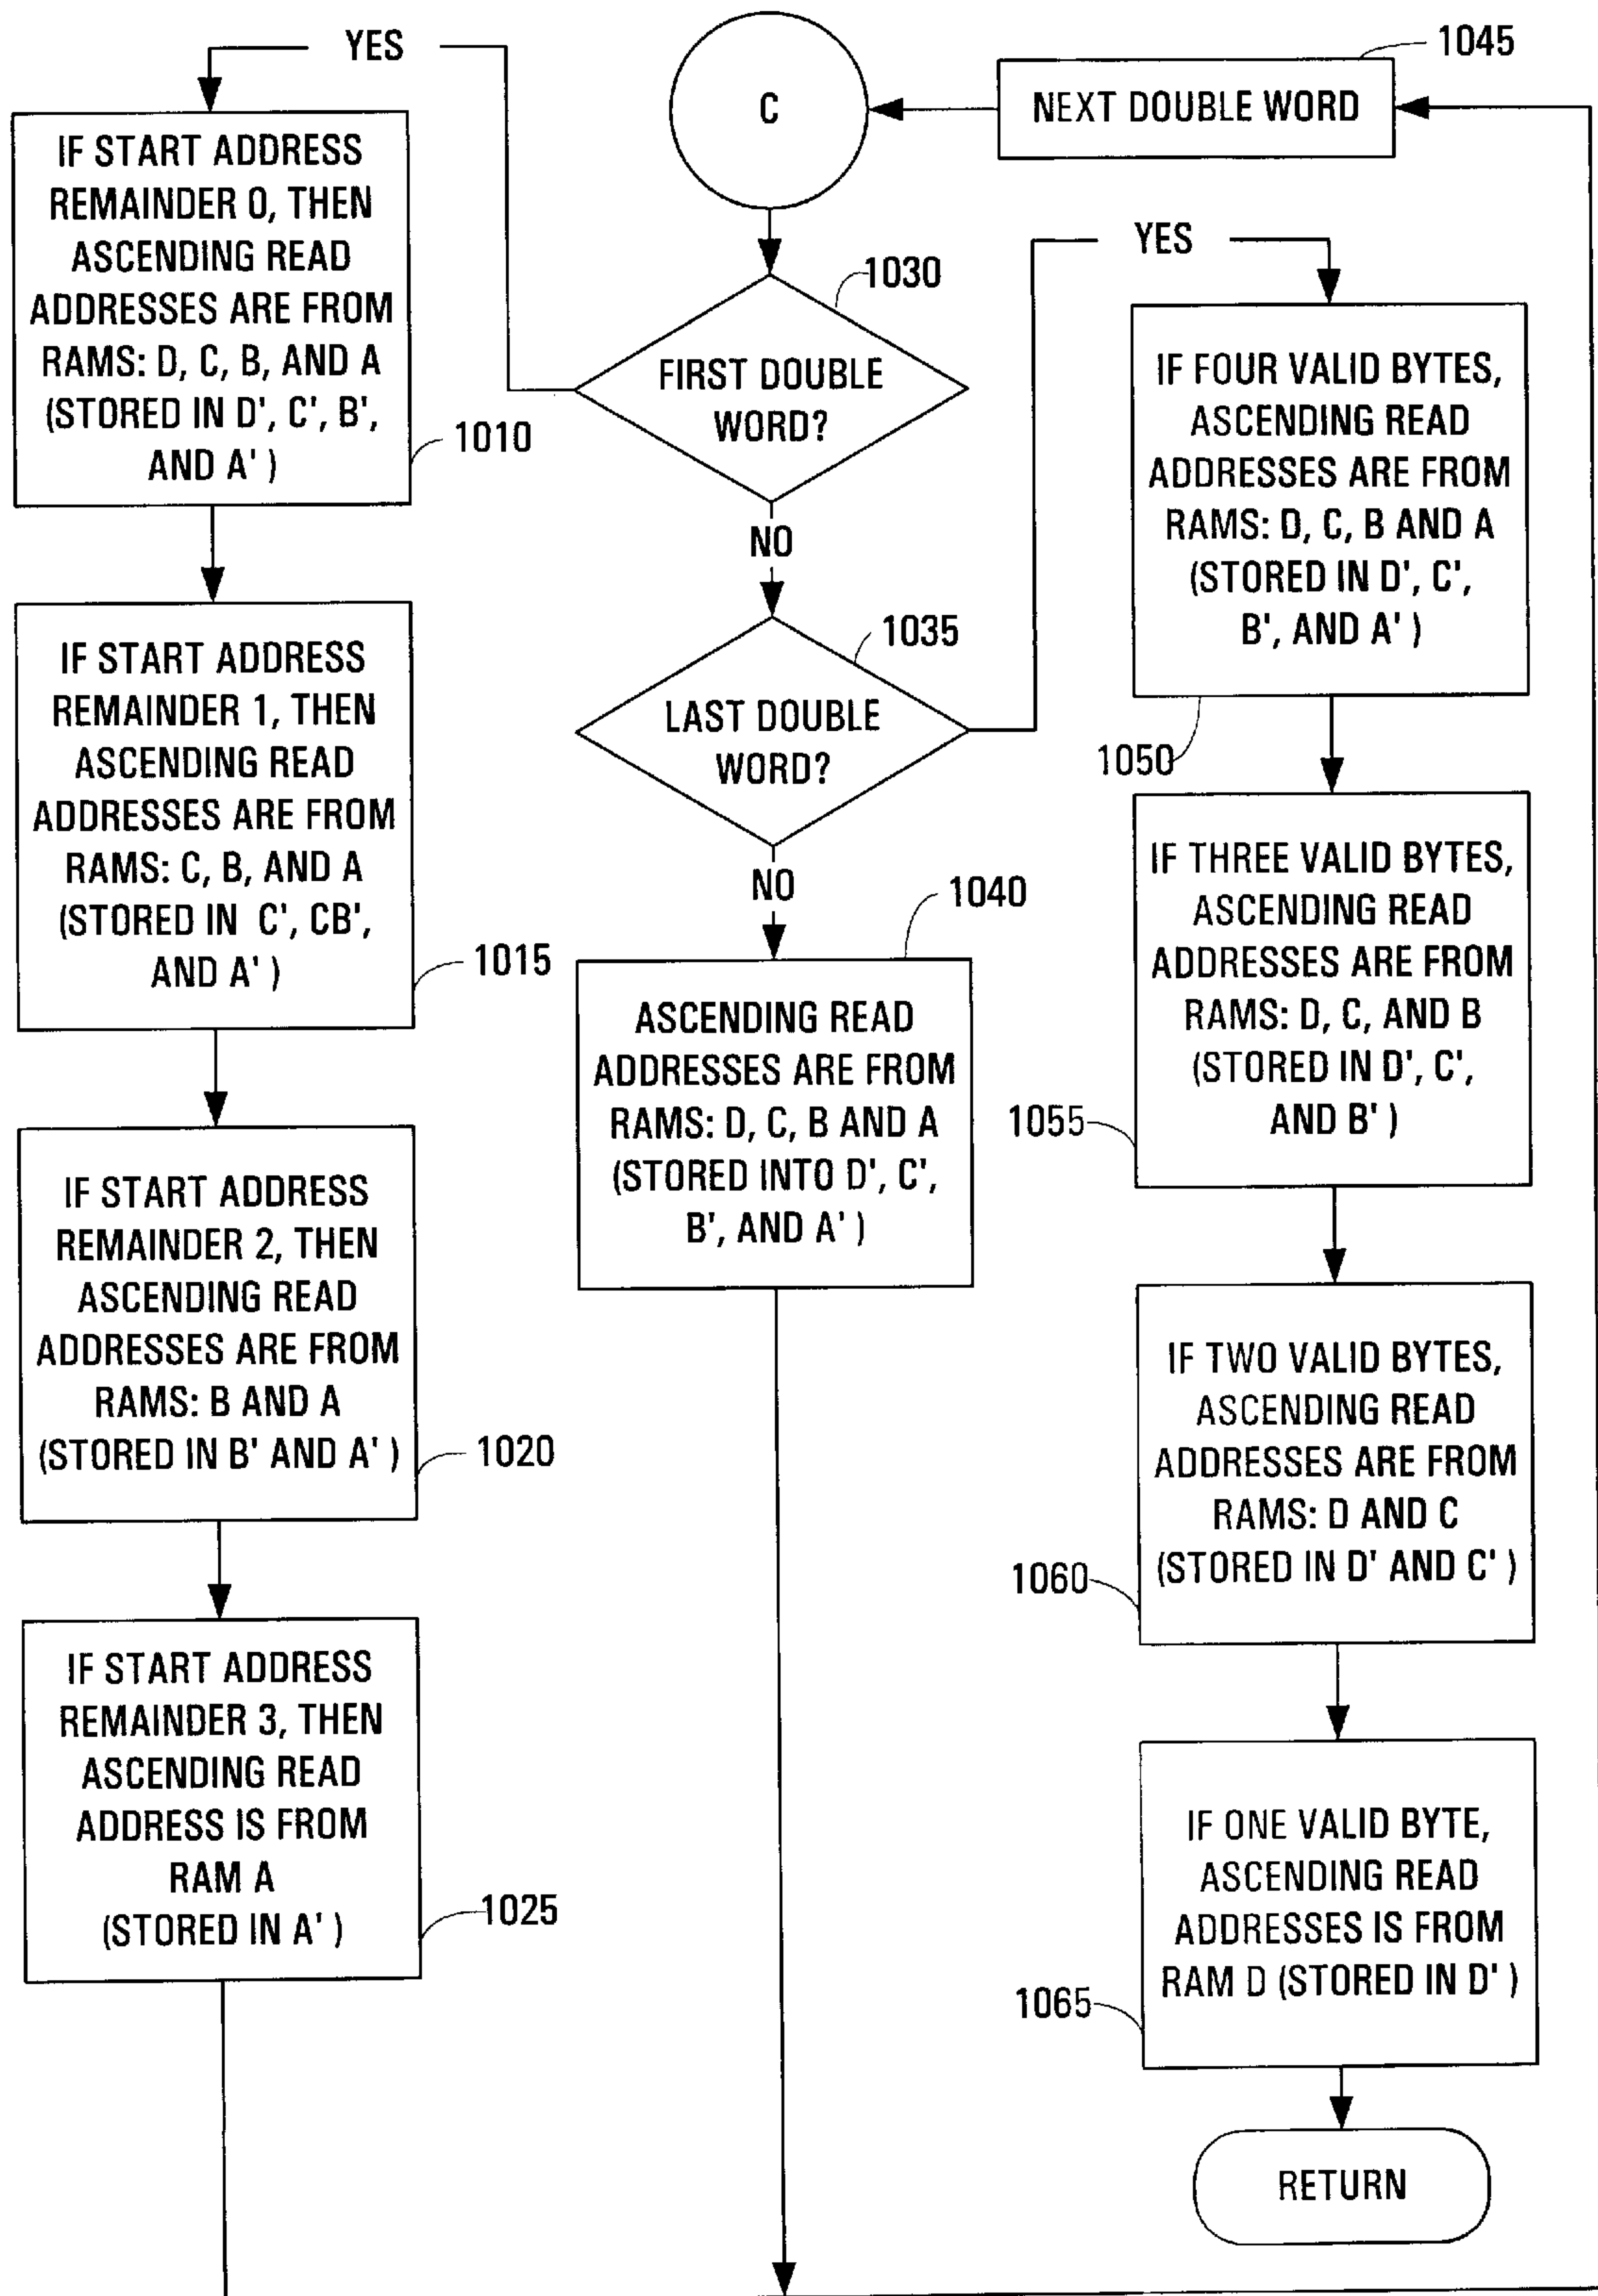 YES
IF START ADDRESS
REMAINDER 0, THEN
ASCENDING READ
ADDRESSES ARE FROM
RAMS: D, C, B, AND A
(STORED IN D', C', B',
AND A' )
1010
IF START ADDRESS
REMAINDER 1, THEN
ASCENDING READ
ADDRESSES ARE FROM
RAMS: C, B, AND A
(STORED IN C', CB',
AND A' )
1015
IF START ADDRESS
REMAINDER 2, THEN
ASCENDING READ
ADDRESSES ARE FROM
RAMS: B AND A
(STORED IN B' AND A' )
1020
IF START ADDRESS
REMAINDER 3, THEN
ASCENDING READ
ADDRESS IS FROM
RAM A
(STORED IN A' )
1025
C
1045
NEXT DOUBLE WORD
1030
FIRST DOUBLE
WORD?
NO
1035
LAST DOUBLE
WORD?
NO
1040
ASCENDING READ
ADDRESSES ARE FROM
RAMS: D, C, B AND A
(STORED INTO D', C',
B', AND A' )
YES
IF FOUR VALID BYTES,
ASCENDING READ
ADDRESSES ARE FROM
RAMS: D, C, B AND A
(STORED IN D', C',
B', AND A' )
1050
IF THREE VALID BYTES,
ASCENDING READ
ADDRESSES ARE FROM
RAMS: D, C, AND B
(STORED IN D', C',
AND B' )
1055
IF TWO VALID BYTES,
ASCENDING READ
ADDRESSES ARE FROM
RAMS: D AND C
(STORED IN D' AND C' )
1060
IF ONE VALID BYTE,
ASCENDING READ
ADDRESSES IS FROM
RAM D (STORED IN D' )
1065
RETURN